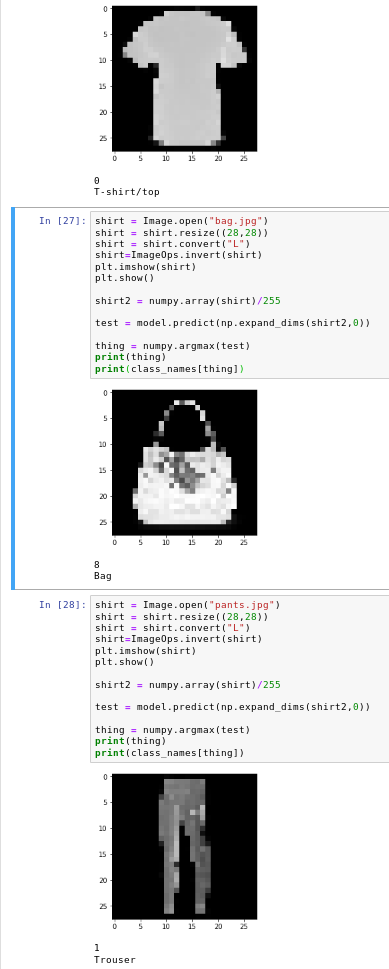 0
5
10
15
20
25
0 5 10 15 20 25
0
T-shirt/top
In [27]:
shirt = Image.open("bag.jpg")
shirt = shirt.resize((28,28))
shirt = shirt.convert("L")
shirt=ImageOps.invert(shirt)
plt.imshow(shirt)
plt.show()
shirt2 = numpy.array(shirt)/255
test = model.predict(np.expand_dims(shirt2,0))
thing = numpy.argmax(test)
print(thing)
print(class_names[thing])
0
5
10
15
20
25
0 5 10 15 20 25
8
Bag
In [28]:
shirt = Image.open("pants.jpg")
shirt = shirt.resize((28,28))
shirt = shirt.convert("L")
shirt=ImageOps.invert(shirt)
plt.imshow(shirt)
plt.show()
shirt2 = numpy.array(shirt)/255
test = model.predict(np.expand_dims(shirt2,0))
thing = numpy.argmax(test)
print(thing)
print(class_names[thing])
0
5
10
15
20
25
0 5 10 15 20 25
1
Trouser